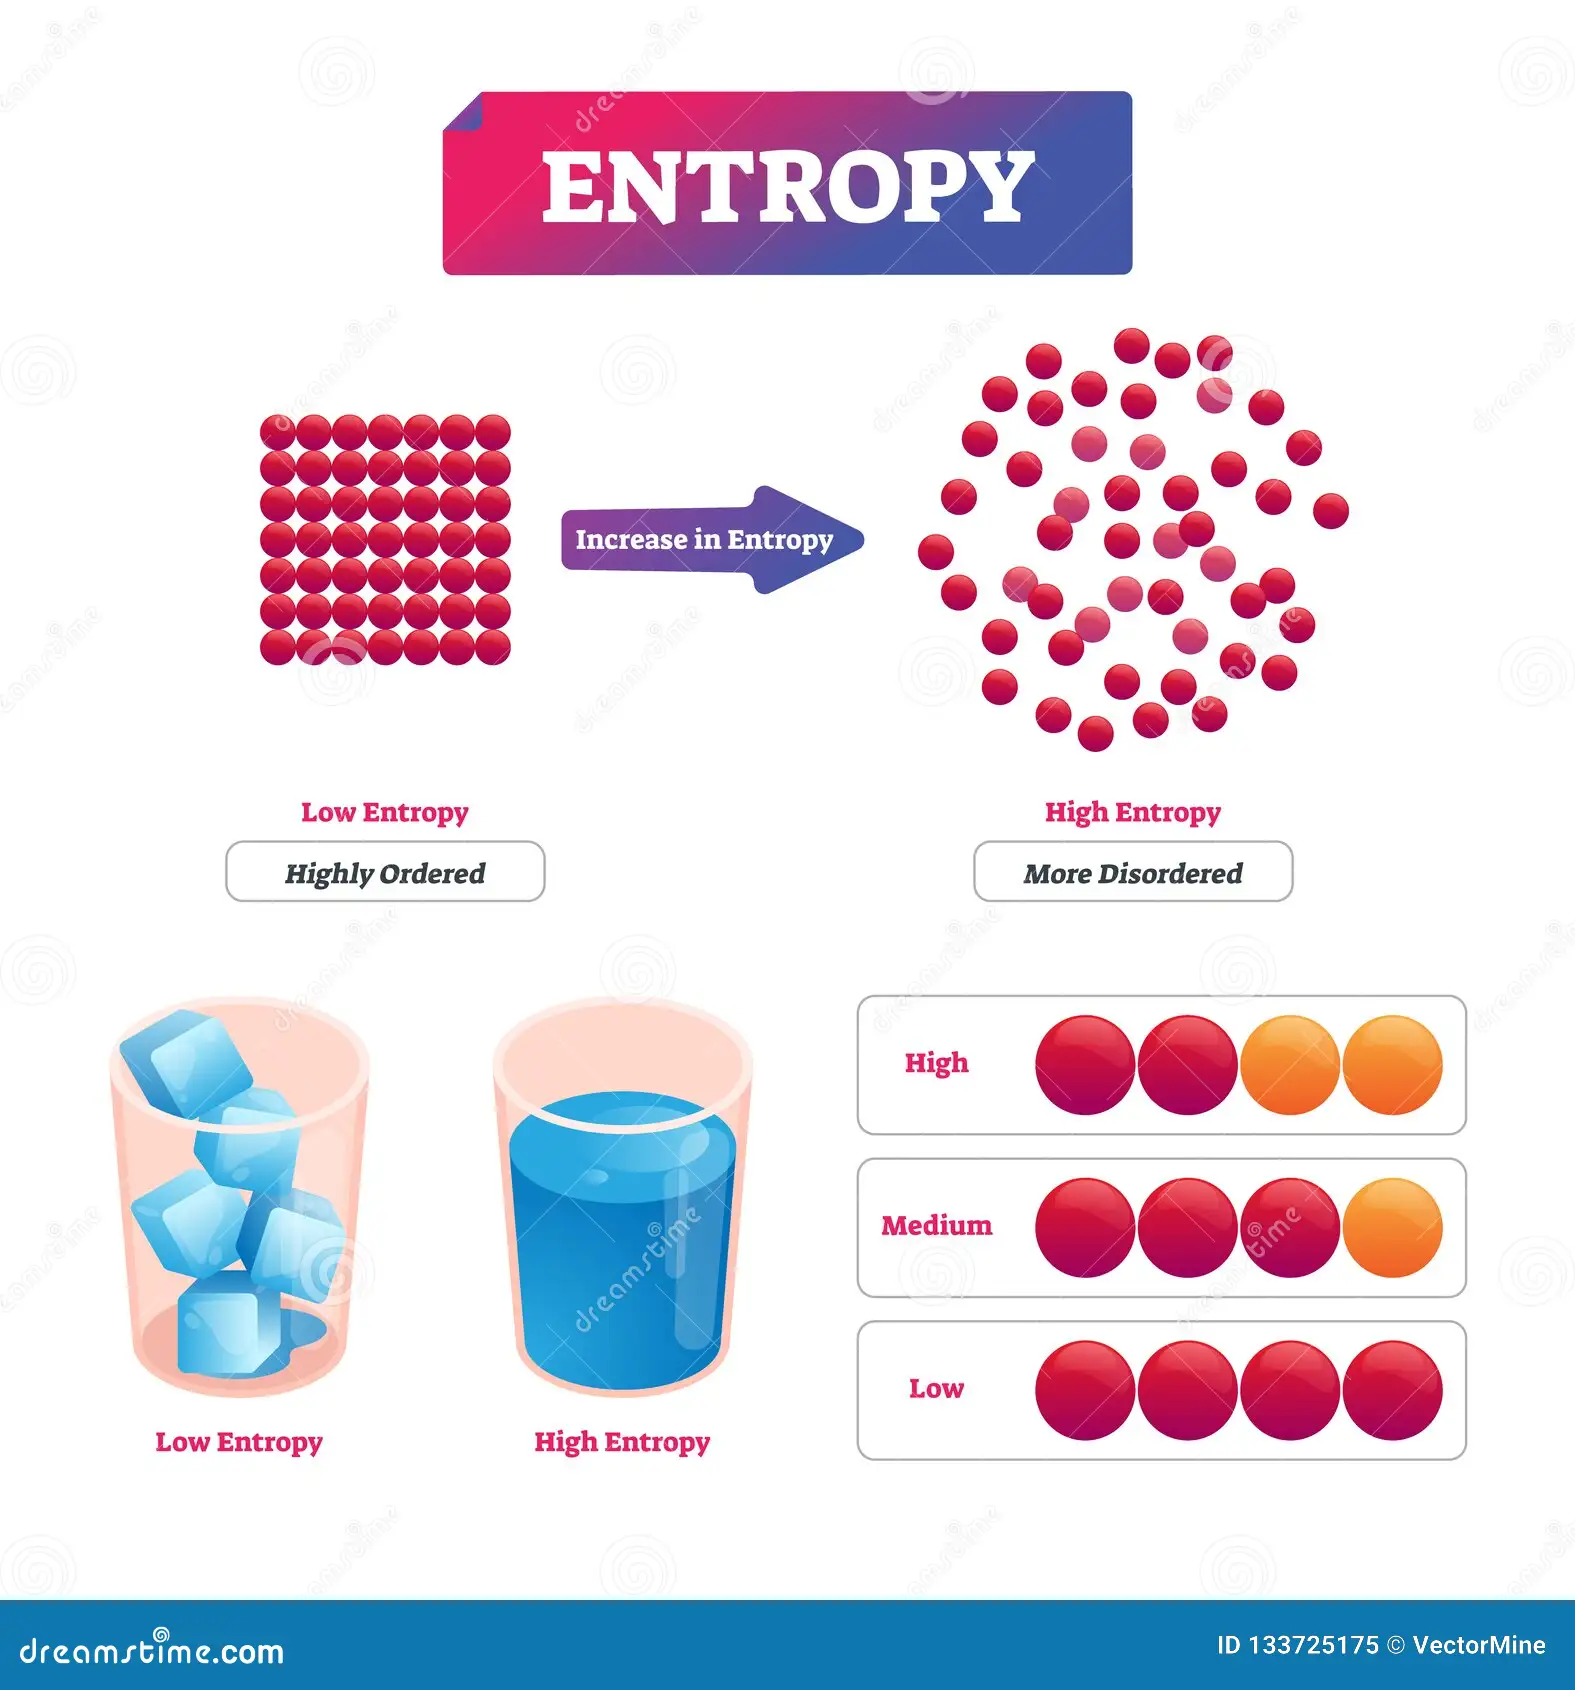 ENTROPY
Increase in Entropy
Low Entropy
Highly Ordered
High Entropy
More Disordered
Low Entropy
High Entropy
High
Medium
Low
dreamstime.com
ID 133725175 © VectorMine